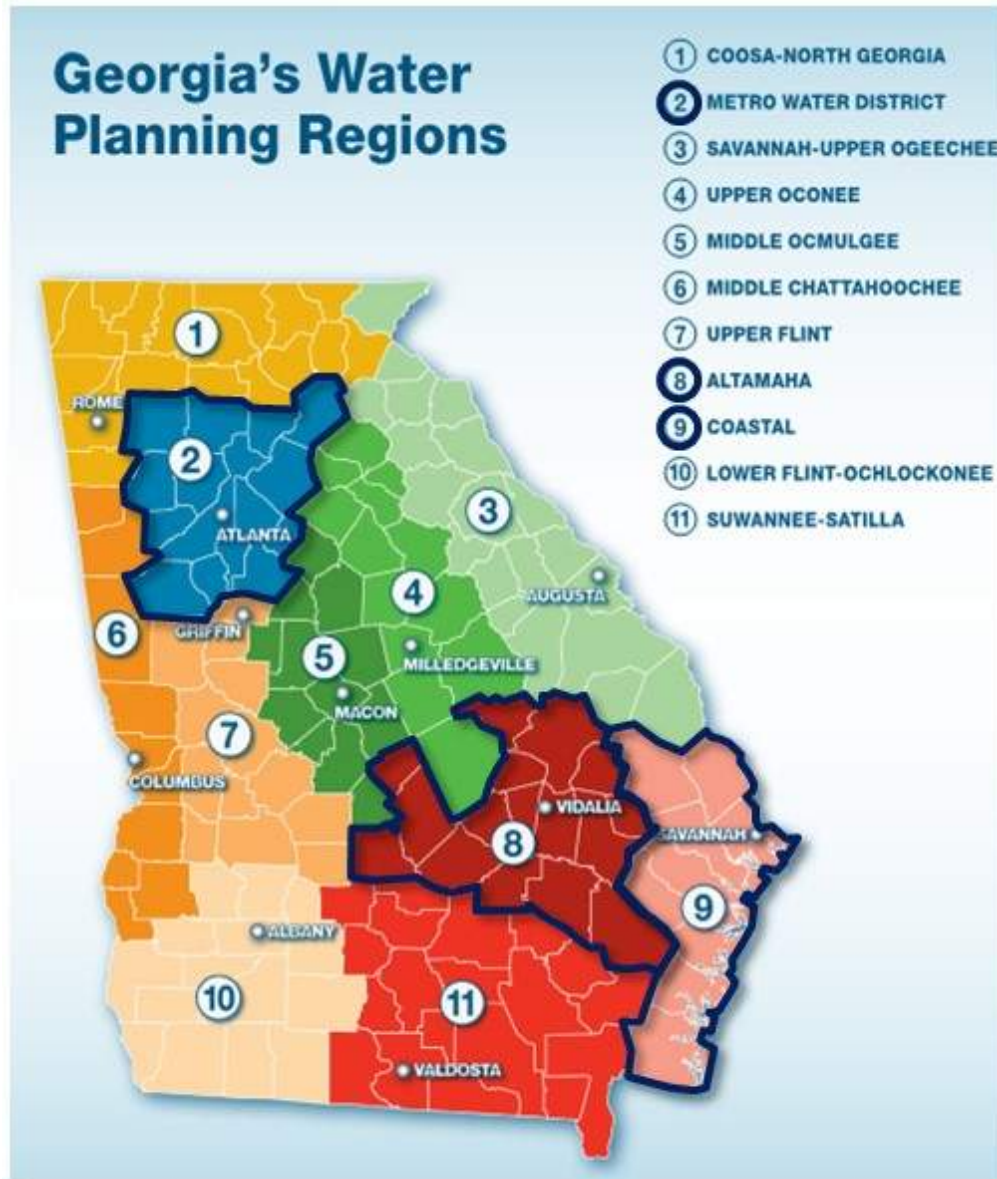 Georgia's Water
Planning Regions
1 COOSA-NORTH GEORGIA
2 METRO WATER DISTRICT
3 SAVANNAH-UPPER OGEECHEE
4 UPPER OCONEE
5 MIDDLE OCMULGEE
6 MIDDLE CHATTAHOOCHEE
7 UPPER FLINT
8 ALTAMAHA
9 COASTAL
10 LOWER FLINT-OCHLOCKONEE
11 SUWANNEE-SATILLA
1
ROME
2
ATLANTA
3
AUGUSTA
4
6
GRIFFIN
5
MILLEDGEVILLE
MACON
7
COLUMBUS
VIDALIA
8
SAVANNAH
9
ALBANY
10
11
VALDOSTA